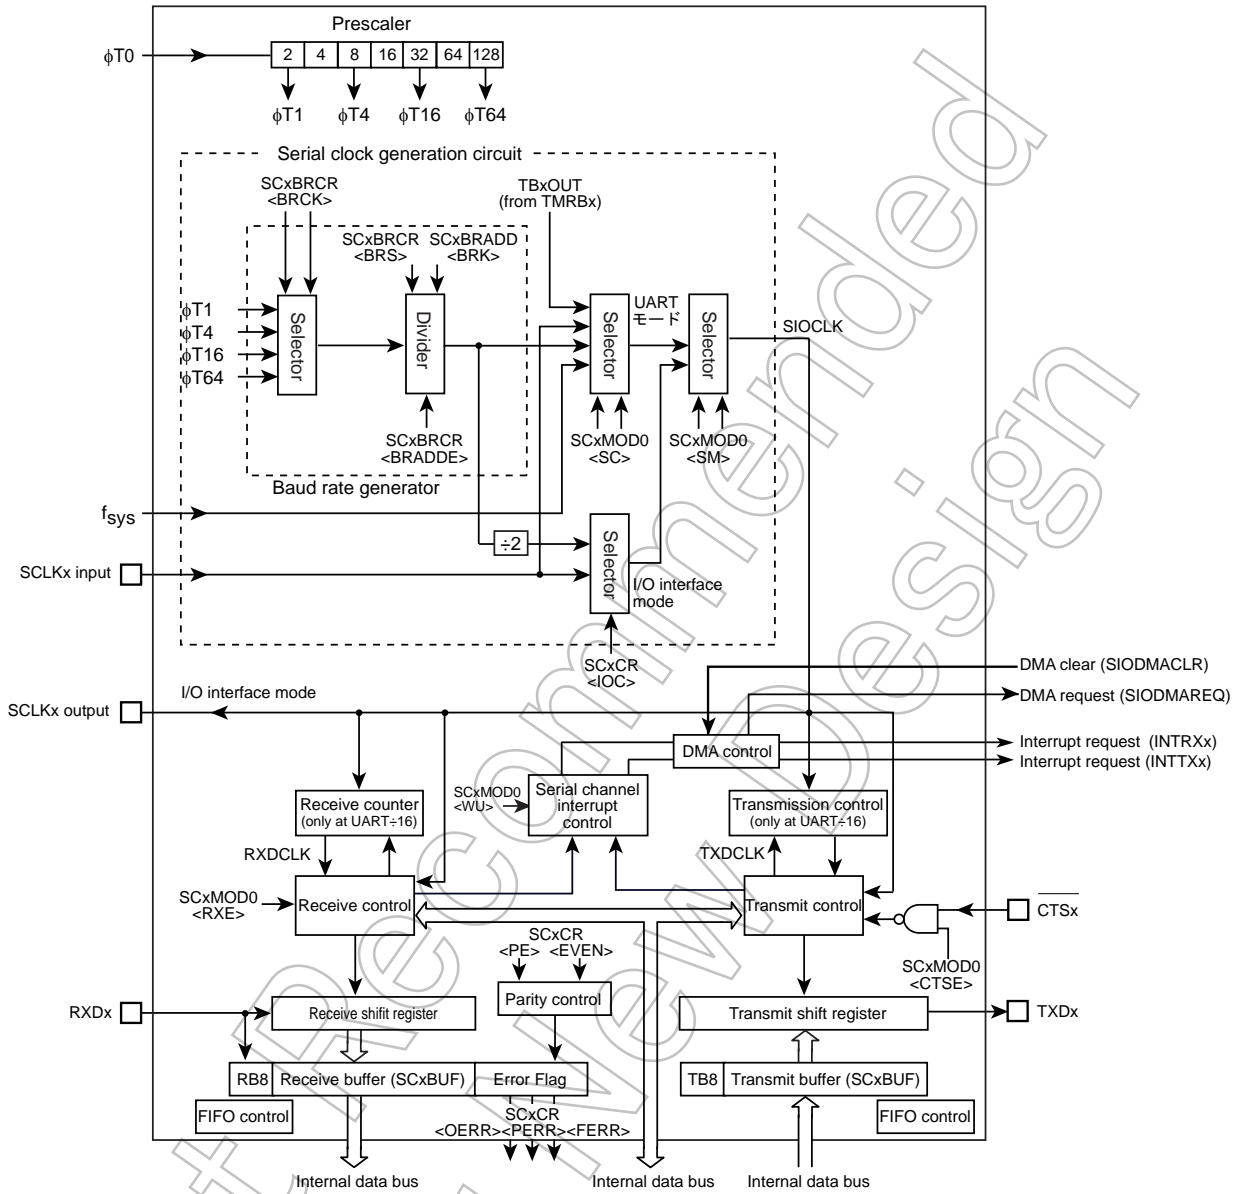 Prescaler
ϕT0
2 4 8 16 32 64 128
ϕT1 ϕT4 ϕT16 ϕT64
Serial clock generation circuit
SCxBRCR
<BRCK>
TBxOUT
(from TMRBx)
SCxBRCR
<BRS>
SCxBRADD
<BRK>
ϕT1
ϕT4
ϕT16
ϕT64
Selector
Divider
Selector
UART
モード
Selector
SIOCLK
SCxBRCR
<BRADDE>
SCxMOD0
<SC>
SCxMOD0
<SM>
Baud rate generator
fsys
÷2
Selector
SCLKx input
I/O interface
mode
SCxCR
<IOC>
DMA clear (SIODMACLR)
I/O interface mode
DMA request (SIODMAREQ)
SCLKx output
DMA control
Interrupt request (INTRXx)
Interrupt request (INTTXx)
SCxMOD0
<WU>
Serial channel
interrupt
control
Receive counter
(only at UART÷16)
Transmission control
(only at UART÷16)
RXDCLK
TXDCLK
SCxMOD0
<RXE>
Receive control
Transmit control
CTSx
SCxCR
<PE> <EVEN>
SCxMOD0
<CTSE>
Parity control
RXDx
Receive shifit register
Transmit shift register
TXDx
RB8 Receive buffer (SCxBUF) Error Flag
TB8 Transmit buffer (SCxBUF)
FIFO control
SCxCR
<OERR><PERR><FERR>
FIFO control
Internal data bus
Internal data bus
Internal data bus
Recommended
New Design